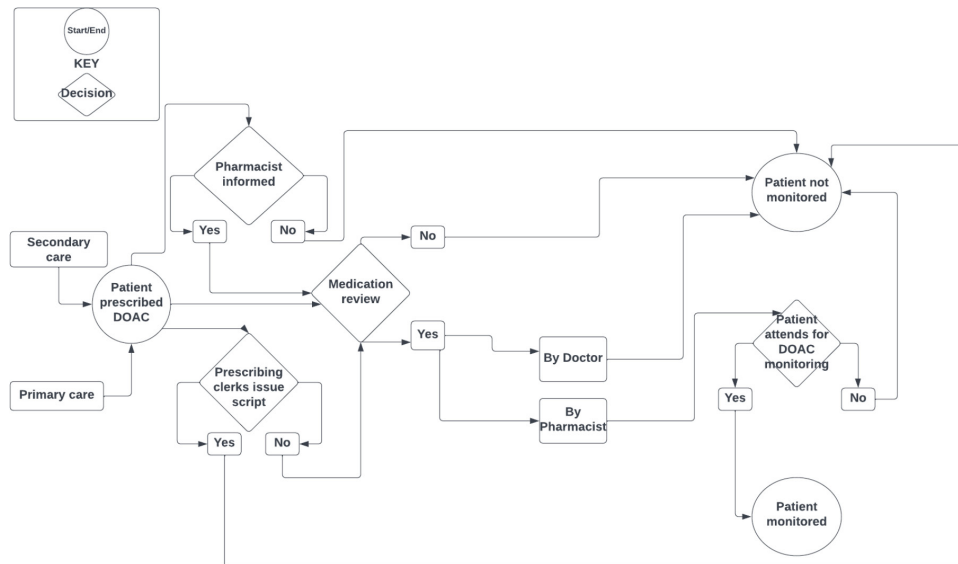 Start/End
KEY
Decision
Pharmacist
informed
Yes
No
Secondary
care
Patient
prescribed
DOAC
Primary care
Prescribing
clerks issue
script
Yes
No
Medication
review
No
Yes
By Doctor
By
Pharmacist
Patient not
monitored
Patient
attends for
DOAC
monitoring
Yes
No
Patient
monitored